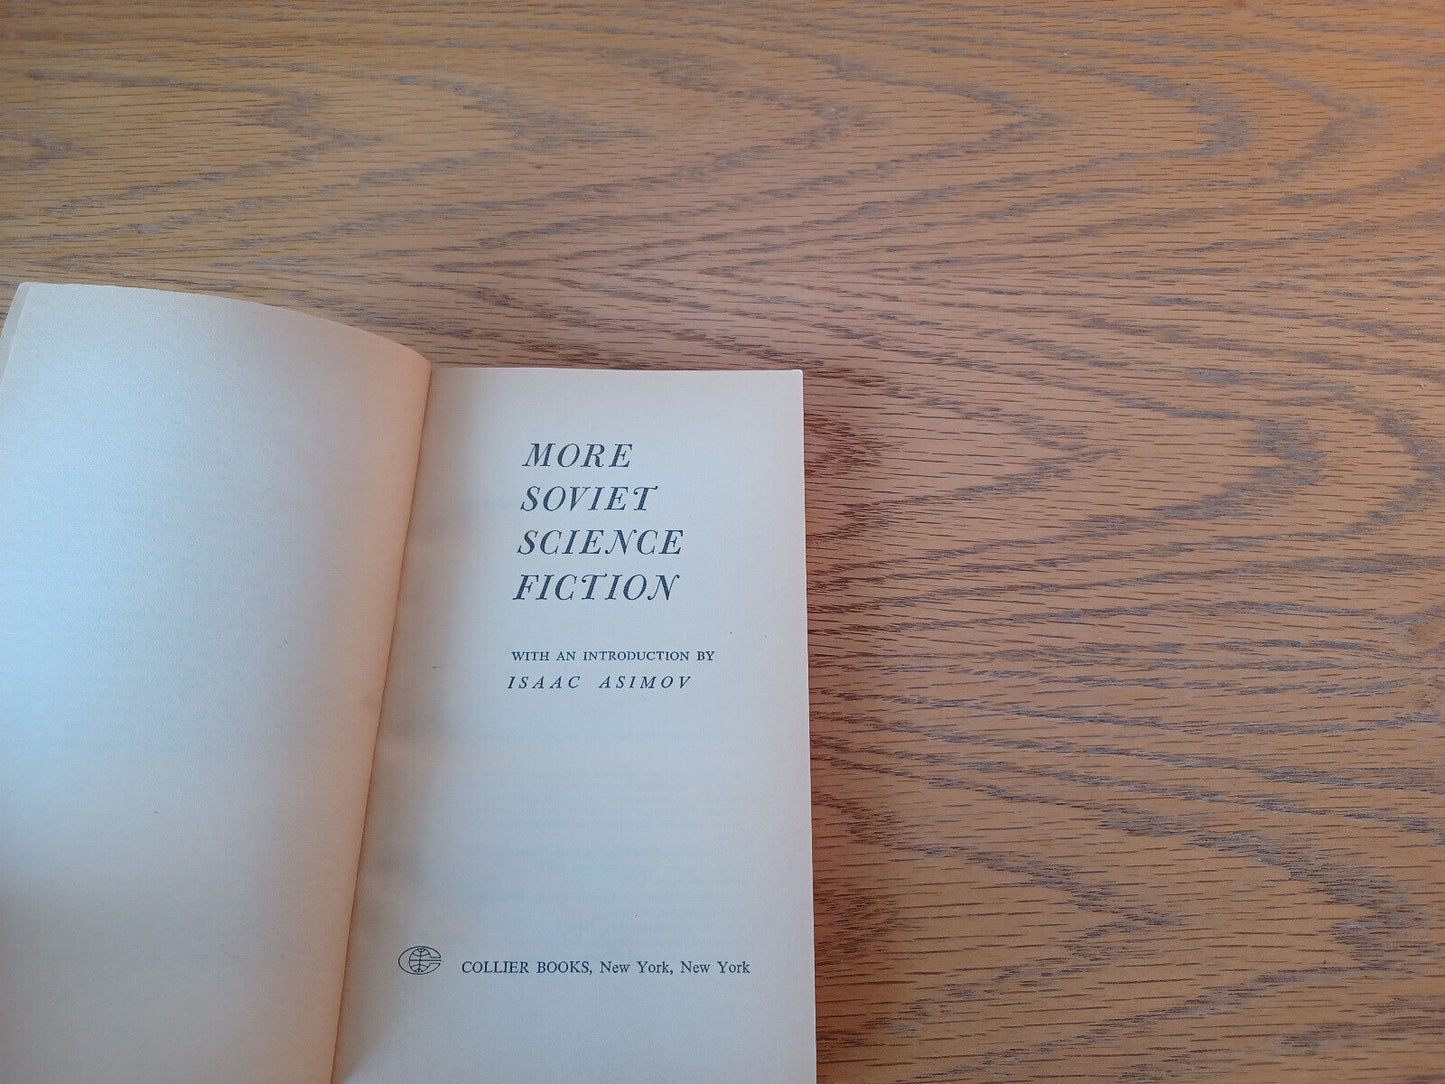 MORE
SOVIET
SCIENCE
FICTION
WITH AN INTRODUCTION BY
ISAAC ASIMOV
COLLIER BOOKS, New York, New York